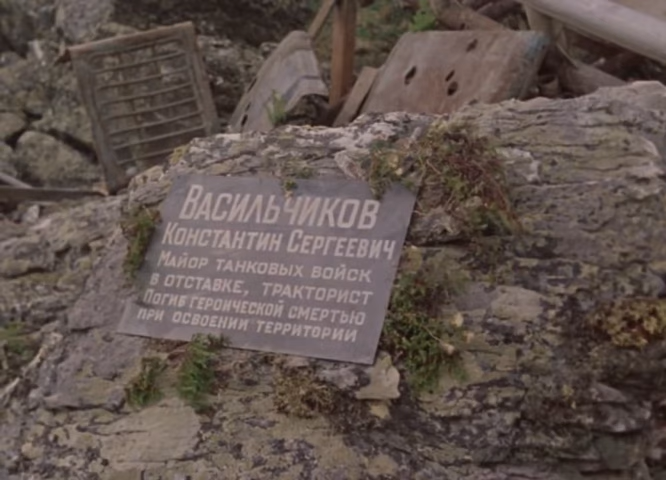 Васильчиков
Константин Сергеевич
Майор танковых войск
в отставке, тракторист
Погиб героической смертью
при освоении территории